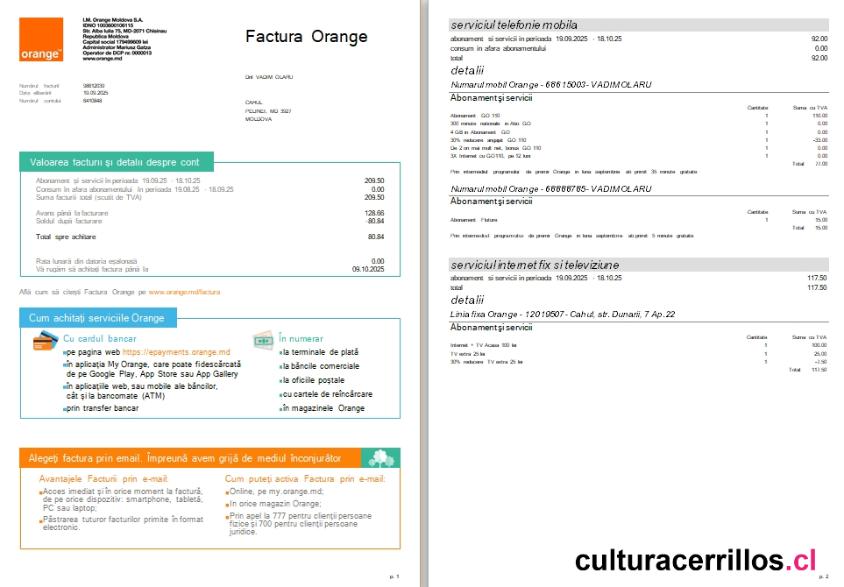 orange
I.M. Orange Moldova S.A.
IDNO 1003600106115
Str. Alba Iulia 75, MD-2071 Chisinau
Republica Moldova
Capital social 179499609 lei
Administrator Mariusz Gatza
Operator de DCP nr. 0000013
www.orange.md
Factura Orange
Numărul facturii 98612039
Data eliberării 19.09.2025
Numărul contului
Dnl VADIM OLARU
CAHUL
MOLDOVA
Valoarea facturii și detalii despre cont
Abonament și servicii în perioada 19.09.25 - 18.10.25 209.50
Consum în afara abonamentului în perioada 19.08.25 - 18.09.25 0.00
Suma facturii total (scutit de TVA) 209.50
Avans până la facturare 128.66
Soldul după facturare -80.84
Total spre achitare 80.84
Rata lunară din datoria eșalonată 0.00
Vă rugăm să achitați factura până la 09.10.2025
Află cum să citești Factura Orange pe www.orange.md/factura
Cum achitați serviciile Orange
Cu cardul bancar
pe pagina web https://epayments.orange.md
în aplicația My Orange, care poate fi descărcată
de pe Google Play, App Store sau App Gallery
în aplicațiile web, sau mobile ale băncilor,
cât și la bancomate (ATM)
prin transfer bancar
În numerar
la terminale de plată
la băncile comerciale
la oficiile poștale
cu cartele de reîncărcare
în magazinele Orange
Alegeți factura prin email. Împreună avem grijă de mediul înconjurător
Avantajele Facturii prin e-mail:
Acces imediat și în orice moment la factură,
de pe orice dispozitiv: smartphone, tabletă,
PC sau laptop;
Păstrarea tuturor facturilor primite în format
electronic.
Cum puteți activa Factura prin e-mail:
Online, pe my.orange.md;
In orice magazin Orange;
Prin apel la 777 pentru clienții persoane
fizice și 700 pentru clienții persoane
juridice.
p. 1
serviciul telefonie mobila
abonament si servicii in perioada 19.09.2025 - 18.10.25 92.00
consum in afara abonamentului 0.00
total 92.00
detalii
Numarul mobil Orange - 68615003 - VADIM OLARU
Abonament și servicii
Cantitate Suma cu TVA
Abonament GO 110 1 110.00
300 minute nationale in Abo GO 1 0.00
4 GB in Abonament GO 1 0.00
30% reducere angajat GO 110 1 -33.00
De 2 ori mai mult net, bonus GO 110 1 0.00
3X Internet cu GO110, pe 12 luni 1 0.00
Total 77.00
Prin intermediul programului de premii Orange in luna septembrie ati primit 35 minute gratuite
Numarul mobil Orange - - VADIM OLARU
Abonament și servicii
Cantitate Suma cu TVA
Abonament Fluture 1 15.00
Total 15.00
Prin intermediul programului de premii Orange in luna septembrie ati primit 5 minute gratuite
serviciul internet fix si televiziune
abonament si servicii in perioada 19.09.2025 - 18.10.25 117.50
total 117.50
detalii
Linia fixa Orange - 12019507 - Cahul, str. Dunarii, 7 Ap.22
Abonament și servicii
Cantitate Suma cu TVA
Internet + TV Acasa 100 lei 1 100.00
TV extra 25 lei 1 25.00
30% reducere TV extra 25 lei 1 -7.50
Total 117.50
culturacerrillos.cl
p. 2